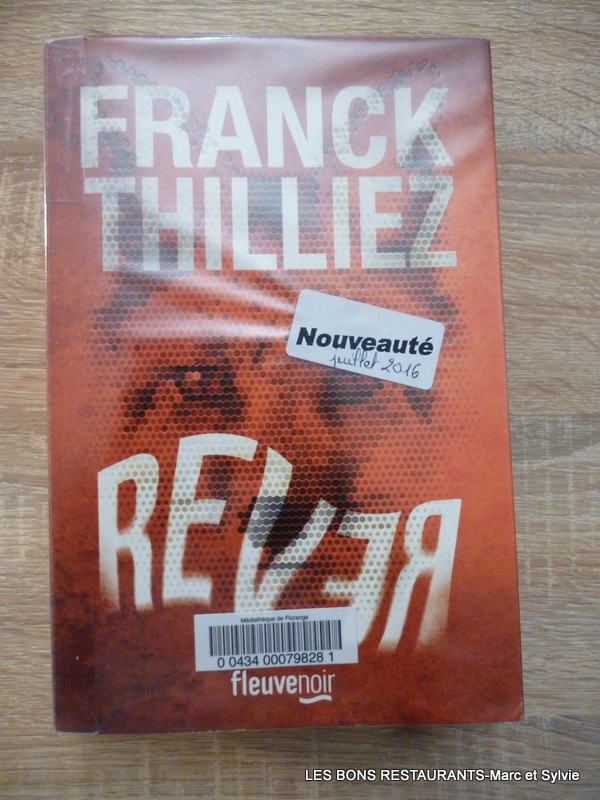 FRANCK
THILLIEZ
Nouveauté
juillet 2016
REVER
Médiathèque de Florange
0 0434 00079828 1
fleuvenoir
LES BONS RESTAURANTS-Marc et Sylvie